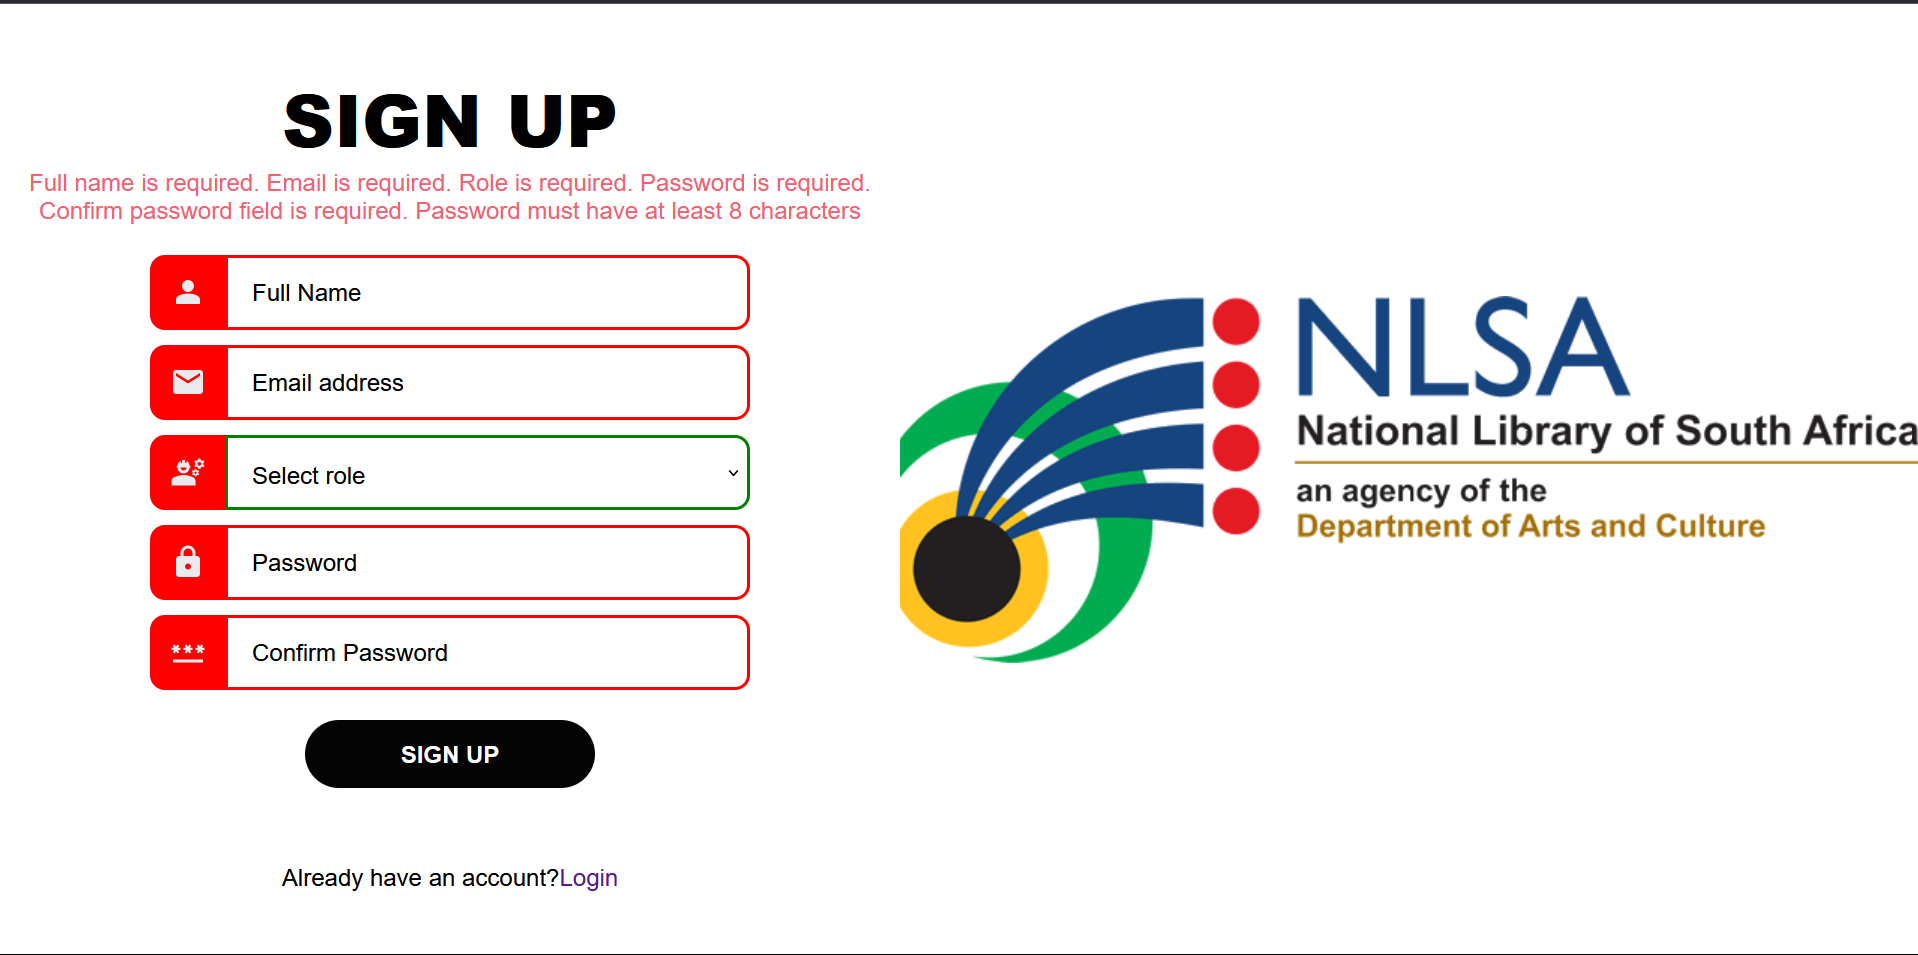 SIGN UP
Full name is required. Email is required. Role is required. Password is required.
Confirm password field is required. Password must have at least 8 characters
Full Name
Email address
Select role
Password
***
Confirm Password
SIGN UP
Already have an account?Login
NLSA
National Library of South Africa
an agency of the
Department of Arts and Culture